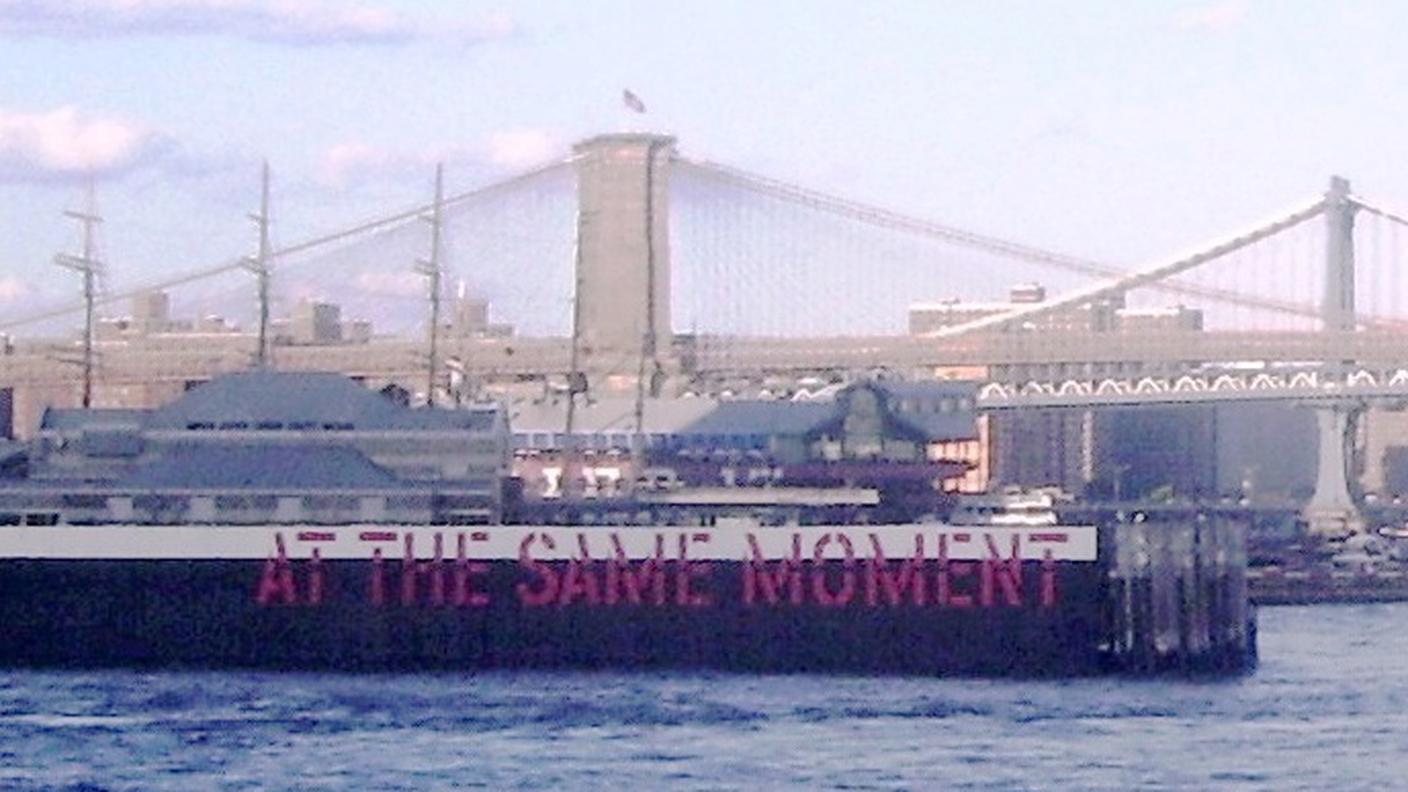 AT THE SAME MOMENT